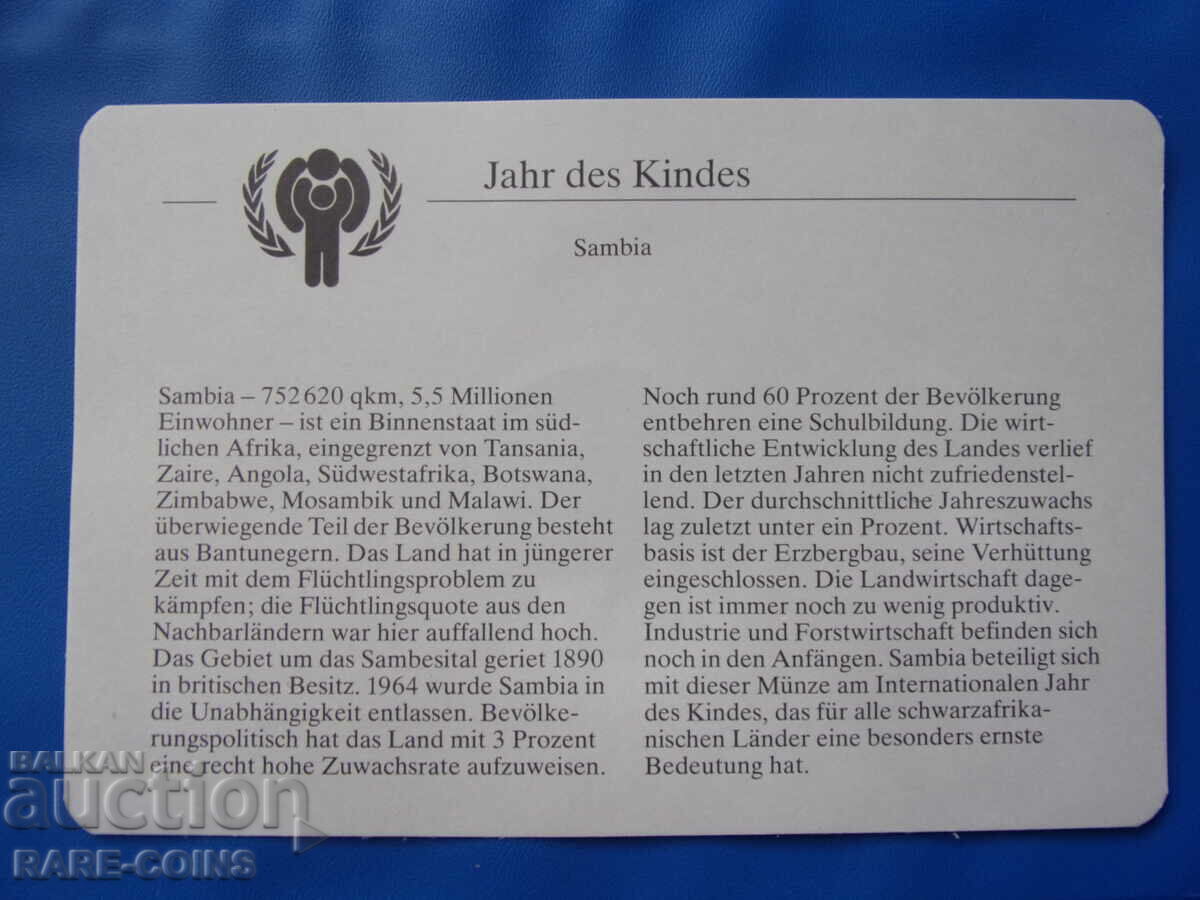 Jahr des Kindes
Sambia
Sambia – 752 620 qkm, 5,5 Millionen
Einwohner – ist ein Binnenstaat im süd-
lichen Afrika, eingegrenzt von Tansania,
Zaire, Angola, Südwestafrika, Botswana,
Zimbabwe, Mosambik und Malawi. Der
überwiegende Teil der Bevölkerung besteht
aus Bantunegern. Das Land hat in jüngerer
Zeit mit dem Flüchtlingsproblem zu
kämpfen; die Flüchtlingsquote aus den
Nachbarländern war hier auffallend hoch.
Das Gebiet um das Sambesital geriet 1890
in britischen Besitz. 1964 wurde Sambia in
die Unabhängigkeit entlassen. Bevölke-
rungspolitisch hat das Land mit 3 Prozent
eine recht hohe Zuwachsrate aufzuweisen.
Noch rund 60 Prozent der Bevölkerung
entbehren eine Schulbildung. Die wirt-
schaftliche Entwicklung des Landes verlief
in den letzten Jahren nicht zufriedenstel-
lend. Der durchschnittliche Jahreszuwachs
lag zuletzt unter ein Prozent. Wirtschafts-
basis ist der Erzbergbau, seine Verhüttung
eingeschlossen. Die Landwirtschaft dage-
gen ist immer noch zu wenig produktiv.
Industrie und Forstwirtschaft befinden sich
noch in den Anfängen. Sambia beteiligt sich
mit dieser Münze am Internationalen Jahr
des Kindes, das für alle schwarzafrika-
nischen Länder eine besonders ernste
Bedeutung hat.
BALKAN
auction
RARE-COINS